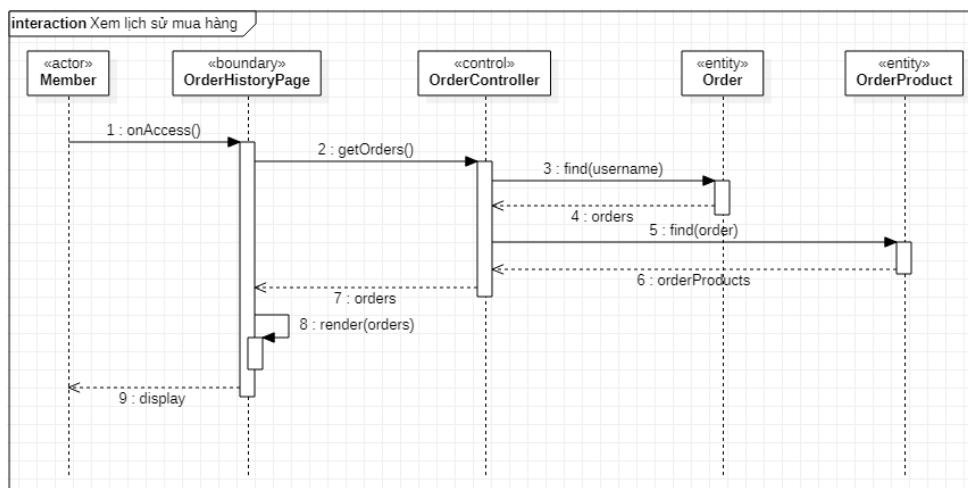 interaction Xem lịch sử mua hàng
«actor»
Member
«boundary»
OrderHistoryPage
«control»
OrderController
«entity»
Order
«entity»
OrderProduct
1 : onAccess()
2 : getOrders()
3 : find(username)
4 : orders
5 : find(order)
6 : orderProducts
7 : orders
8 : render(orders)
9 : display